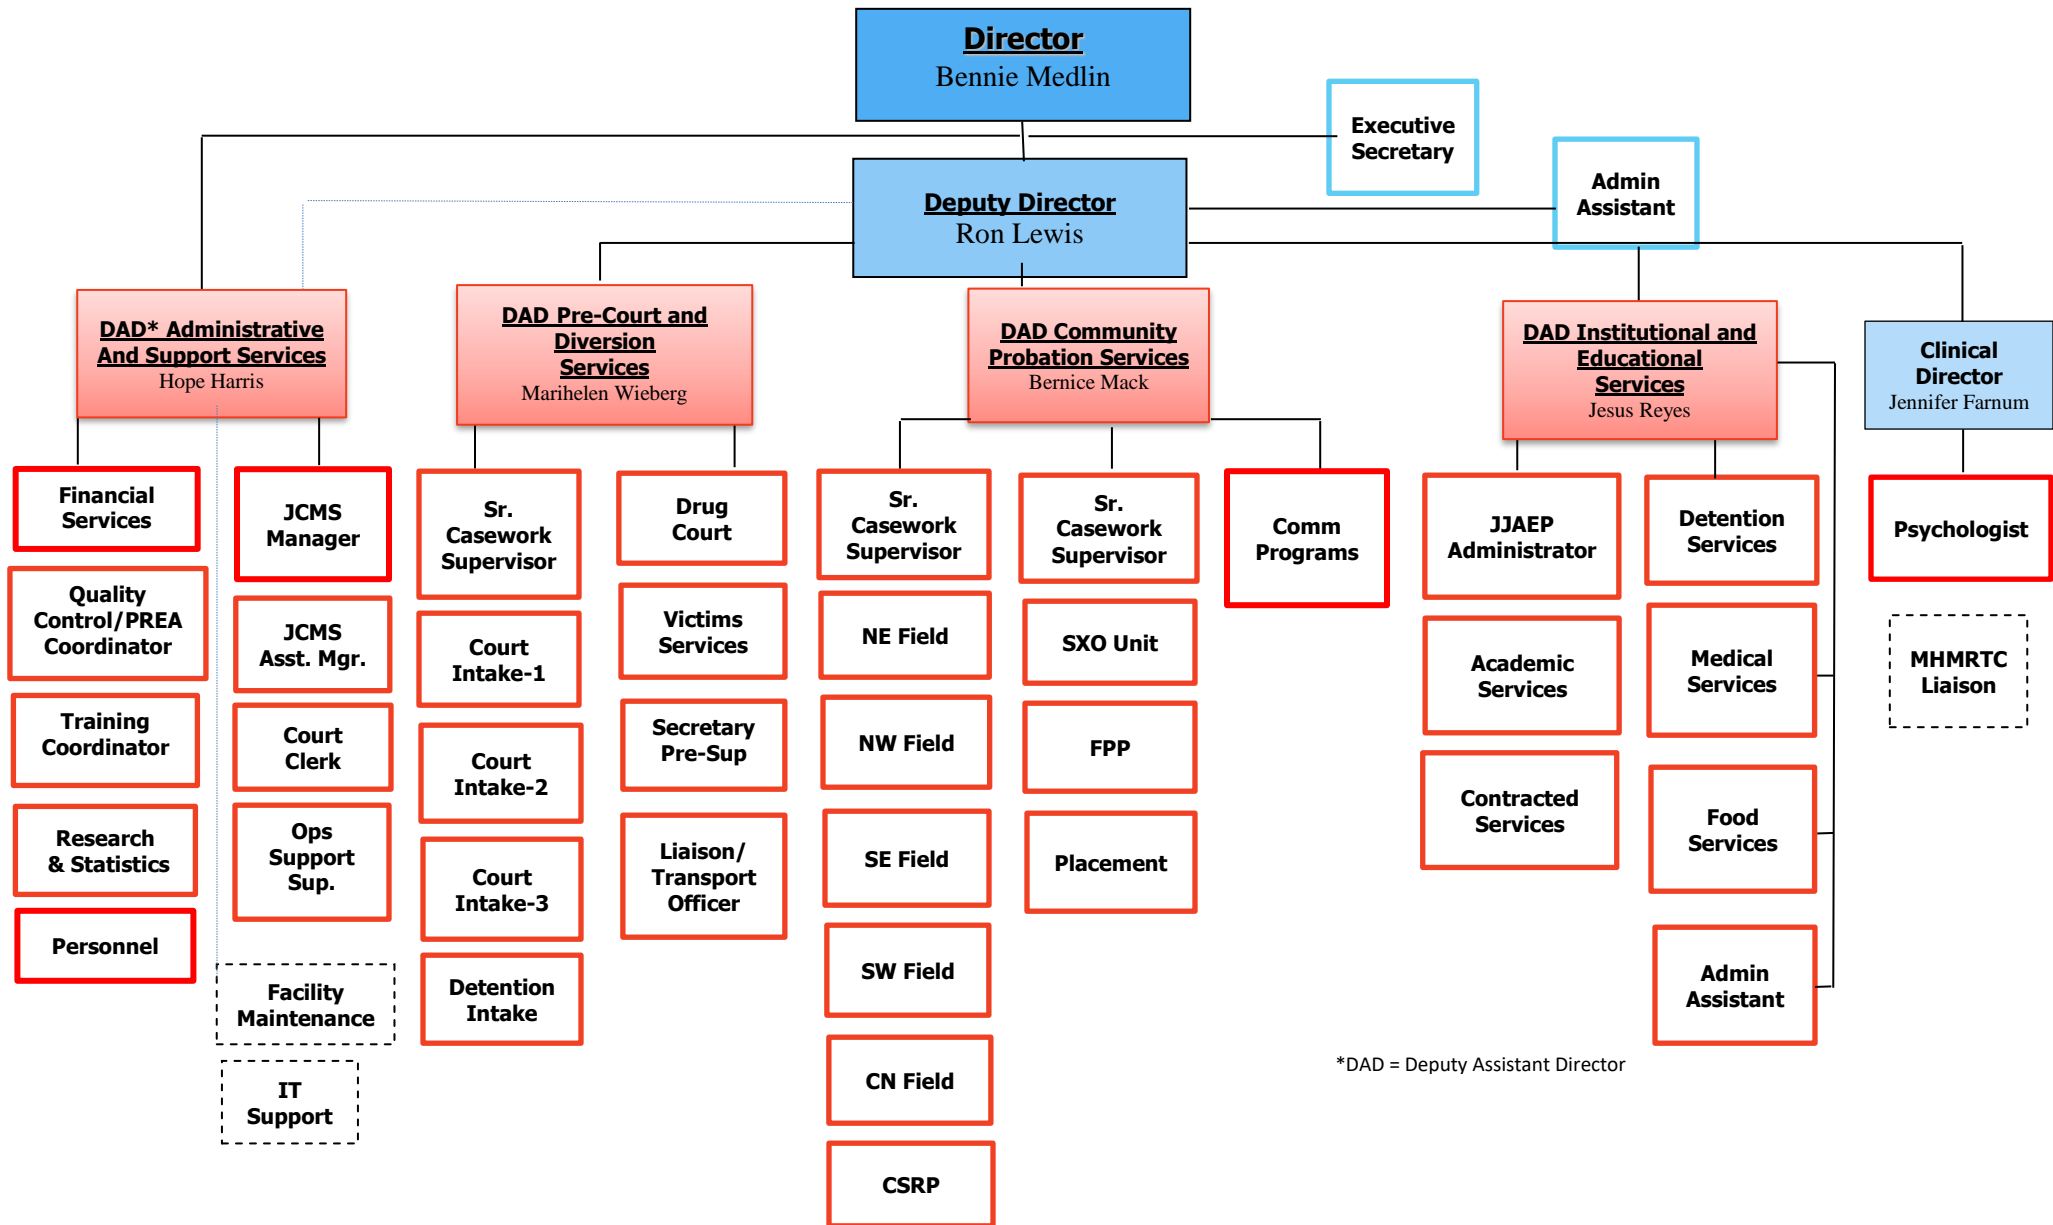 Director
Bennie Medlin
Executive
Secretary
Admin
Assistant
Deputy Director
Ron Lewis
DAD* Administrative
And Support Services
Hope Harris
DAD Pre-Court and
Diversion
Services
Marihelen Wieberg
DAD Community
Probation Services
Bernice Mack
DAD Institutional and
Educational
Services
Jesus Reyes
Clinical
Director
Jennifer Farnum
Financial
Services
Quality
Control/PREA
Coordinator
Training
Coordinator
Research
& Statistics
Personnel
JCMS
Manager
JCMS
Asst. Mgr.
Court
Clerk
Ops
Support
Sup.
Facility
Maintenance
IT
Support
Sr.
Casework
Supervisor
Court
Intake-1
Court
Intake-2
Court
Intake-3
Detention
Intake
Drug
Court
Victims
Services
Secretary
Pre-Sup
Liaison/
Transport
Officer
Sr.
Casework
Supervisor
NE Field
NW Field
SE Field
SW Field
CN Field
CSRP
Sr.
Casework
Supervisor
SXO Unit
FPP
Placement
Comm
Programs
JJAEP
Administrator
Academic
Services
Contracted
Services
Detention
Services
Medical
Services
Food
Services
Admin
Assistant
Psychologist
MHMRTC
Liaison
*DAD = Deputy Assistant Director